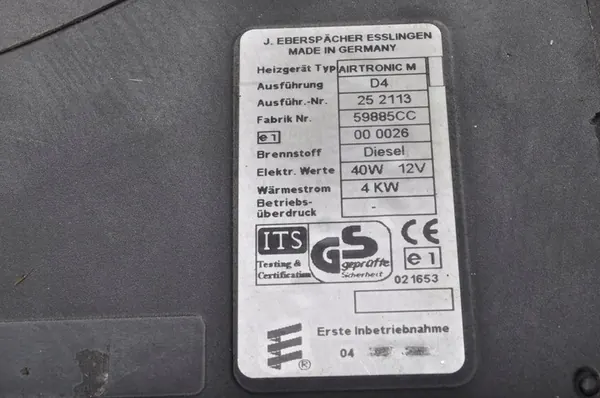 J. EBERSPÄCHER ESSLINGEN
MADE IN GERMANY
Heizgerät Typ AIRTRONIC M
Ausführung D4
Ausführ.-Nr. 25 2113
Fabrik Nr. 59885CC
e1 00 0026
Brennstoff Diesel
Elektr. Werte 40W 12V
Wärmestrom 4 KW
Betriebs-
überdruck -
ITS
Testing &
Certification
GS
geprüfte
Sicherheit
CE
e1
021653
Erste Inbetriebnahme
®
04